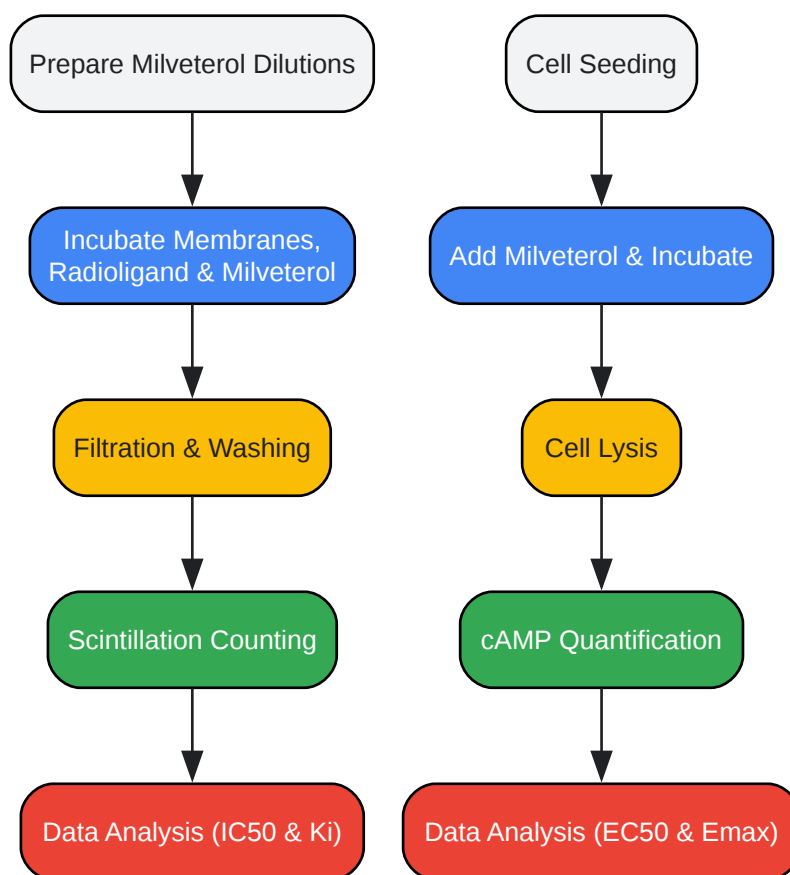 Prepare Milveterol Dilutions
Incubate Membranes,
Radioligand & Milveterol
Filtration & Washing
Scintillation Counting
Data Analysis (IC50 & Ki)
Cell Seeding
Add Milveterol & Incubate
Cell Lysis
cAMP Quantification
Data Analysis (EC50 & Emax)